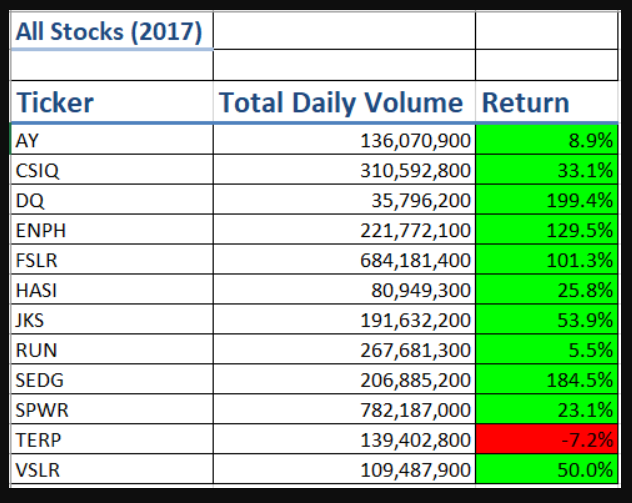 All Stocks (2017)
Ticker Total Daily Volume Return
AY 136,070,900 8.9%
CSIQ 310,592,800 33.1%
DQ 35,796,200 199.4%
ENPH 221,772,100 129.5%
FSLR 684,181,400 101.3%
HASI 80,949,300 25.8%
JKS 191,632,200 53.9%
RUN 267,681,300 5.5%
SEDG 206,885,200 184.5%
SPWR 782,187,000 23.1%
TERP 139,402,800 -7.2%
VSLR 109,487,900 50.0%